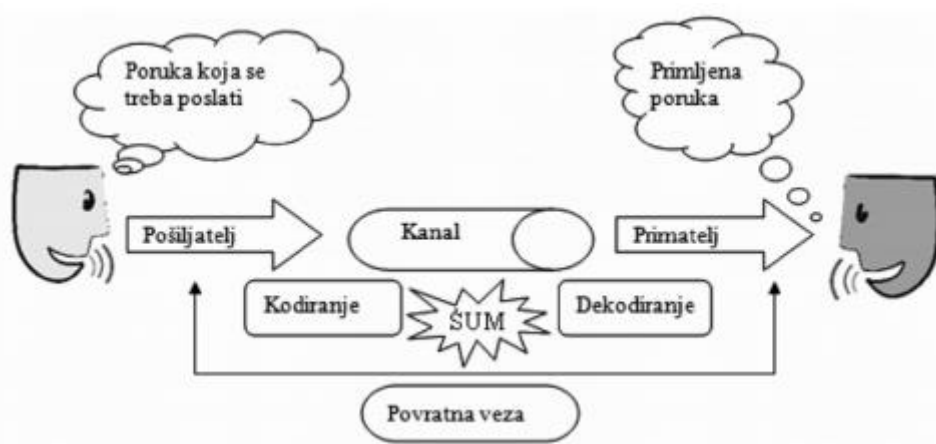 Poruka koja se
treba poslati
Primljena
poruka
Pošiljatelj
Kanal
Primatelj
Kodiranje
ŠUM
Dekodiranje
Povratna veza